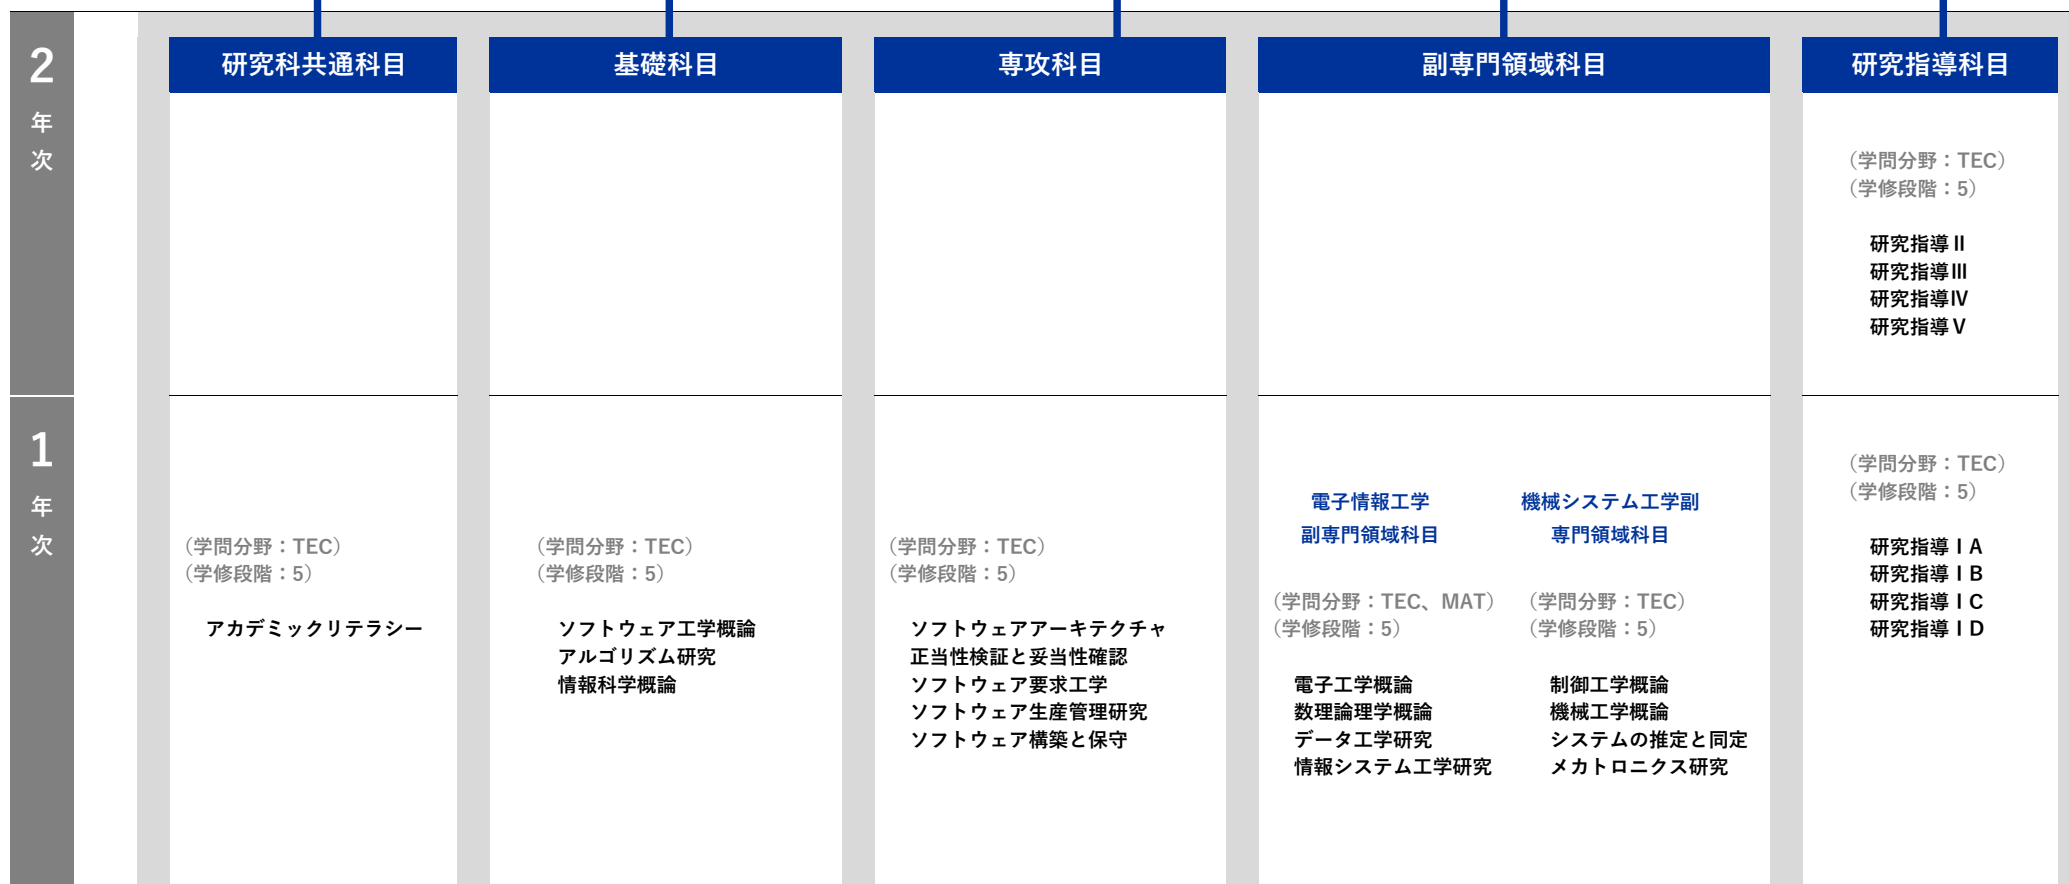 2
年
次
研究科共通科目
基礎科目
専攻科目
副専門領域科目
研究指導科目
（学問分野：TEC）
（学修段階：5）
研究指導Ⅱ
研究指導Ⅲ
研究指導Ⅳ
研究指導Ⅴ
1
年
次
（学問分野：TEC）
（学修段階：5）
アカデミックリテラシー
（学問分野：TEC）
（学修段階：5）
ソフトウェア工学概論
アルゴリズム研究
情報科学概論
（学問分野：TEC）
（学修段階：5）
ソフトウェアアーキテクチャ
正当性検証と妥当性確認
ソフトウェア要求工学
ソフトウェア生産管理研究
ソフトウェア構築と保守
電子情報工学
副専門領域科目
（学問分野：TEC、MAT）
（学修段階：5）
電子工学概論
数理論理学概論
データ工学研究
情報システム工学研究
機械システム工学副
専門領域科目
（学問分野：TEC）
（学修段階：5）
制御工学概論
機械工学概論
システムの推定と同定
メカトロニクス研究
（学問分野：TEC）
（学修段階：5）
研究指導ⅠA
研究指導ⅠB
研究指導ⅠC
研究指導ⅠD